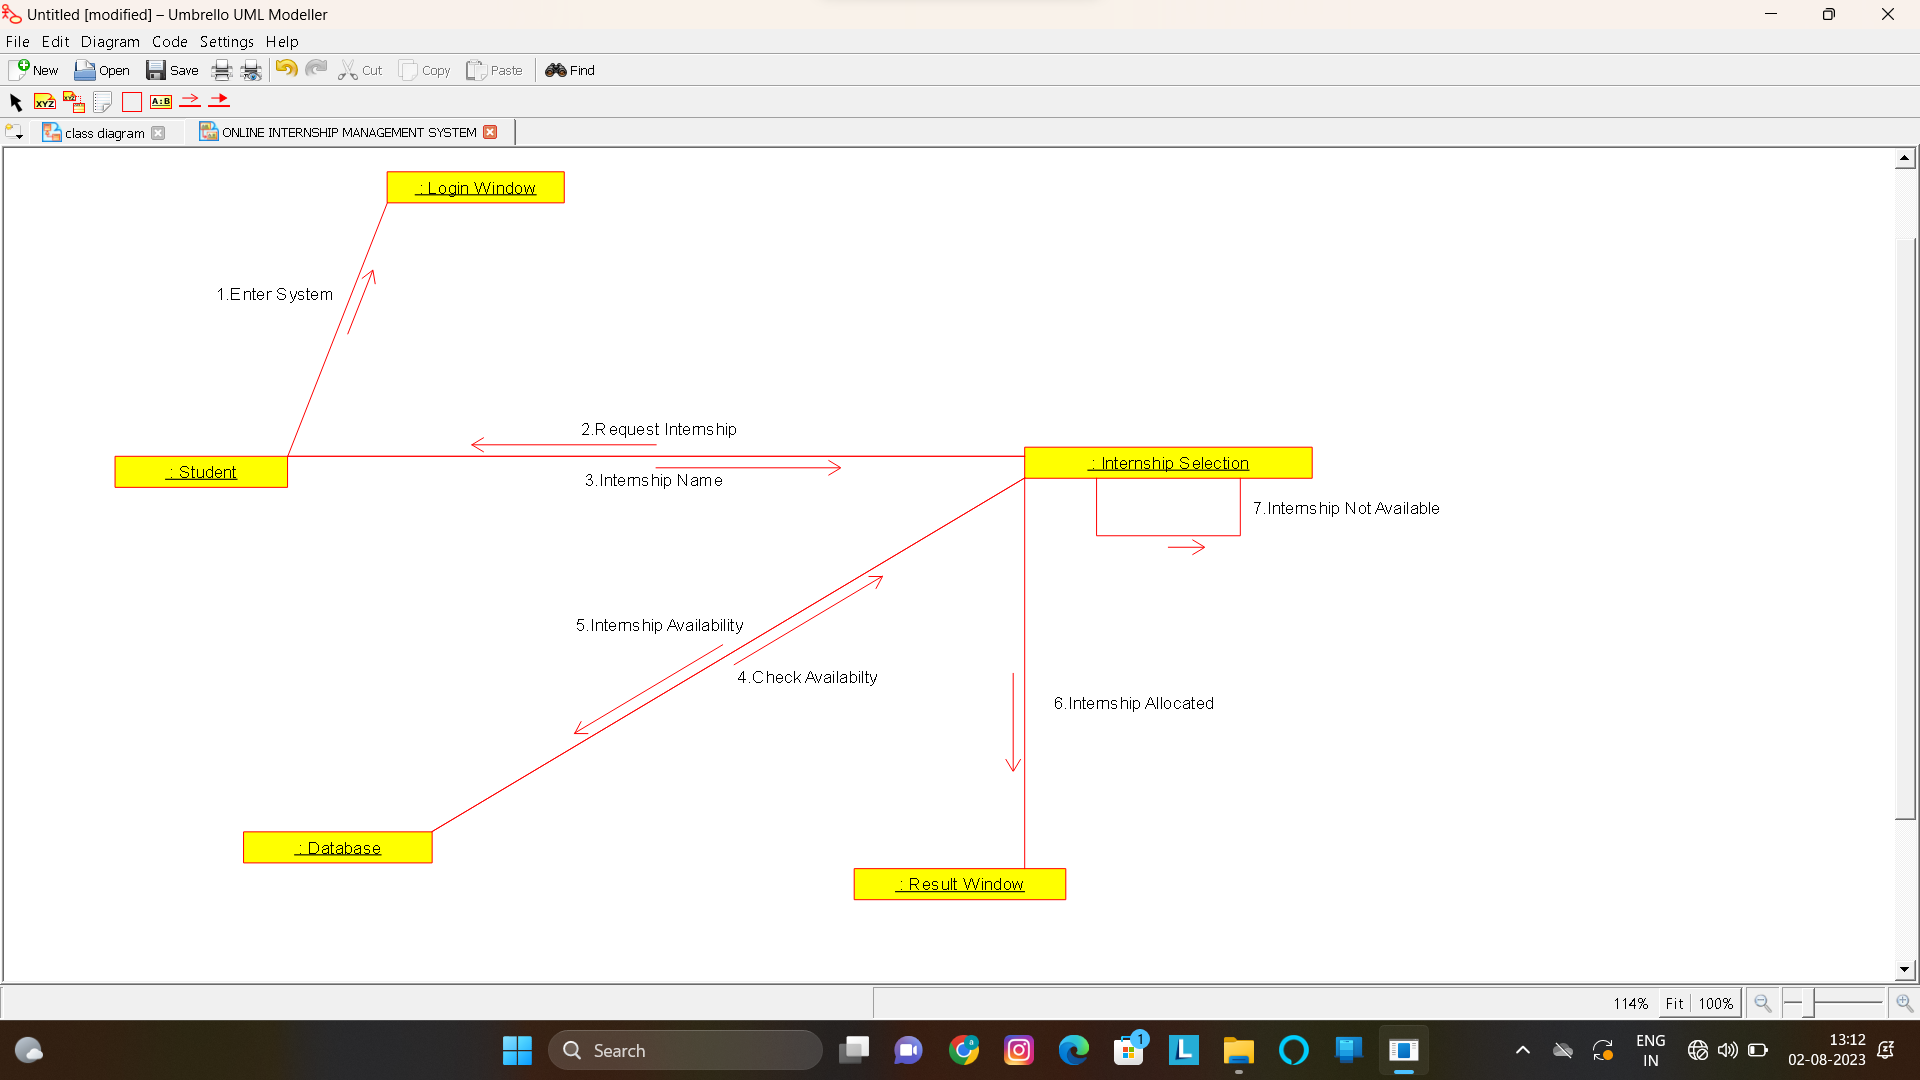 Untitled [modified] – Umbrello UML Modeller
File Edit Diagram Code Settings Help
New Open Save Cut Copy Paste Find
XYZ XYZ A:B
class diagram ONLINE INTERNSHIP MANAGEMENT SYSTEM
: Login Window
1.Enter System
2.Request Internship
: Student
: Internship Selection
3.Internship Name
7.Internship Not Available
5.Internship Availability
4.Check Availabilty
6.Internship Allocated
: Database
: Result Window
114% Fit 100%
Search
1
L
ENG
IN
13:12
02-08-2023